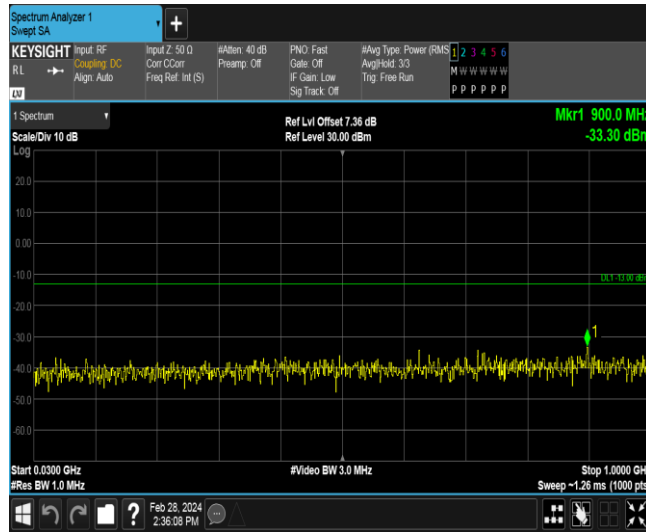 Spectrum Analyzer 1
Swept SA
+
KEYSIGHT Input: RF Input Z: 50 Ω #Atten: 40 dB PNO: Fast #Avg Type: Power (RMS 1 2 3 4 5 6
RL Coupling: DC Corr CCorr Preamp: Off Gate: Off Avg|Hold: 3/3 M W W W W W
Align: Auto Freq Ref: Int (S) IF Gain: Low Trig: Free Run
LXI Sig Track: Off P P P P P P
1 Spectrum Ref Lvl Offset 7.36 dB Mkr1 900.0 MHz
Scale/Div 10 dB Ref Level 30.00 dBm -33.30 dBm
Log
20.0
10.0
0.00
-10.0
DL1 -13.00 dBm
-20.0
-30.0
1
-40.0
-50.0
-60.0
Start 0.0300 GHz #Video BW 3.0 MHz Stop 1.0000 GH
#Res BW 1.0 MHz Sweep ~1.26 ms (1000 pts
? Feb 28, 2024
2:36:08 PM